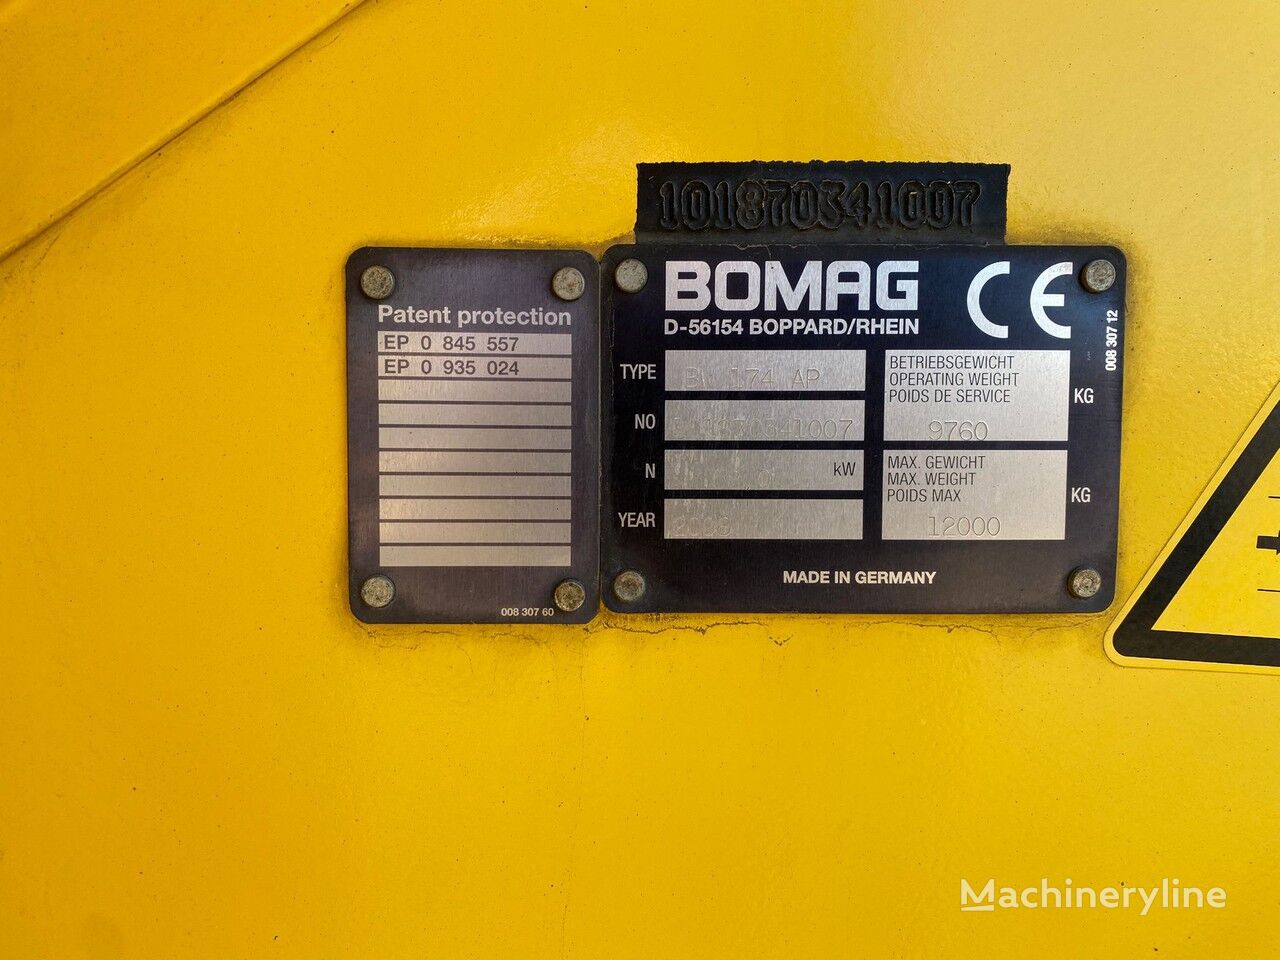 101870341007
Patent protection
EP 0 845 557
EP 0 935 024
008 307 60
BOMAG CE
D-56154 BOPPARD/RHEIN
008 307 12
TYPE BW 174 AP
NO 101870341007
N kW
YEAR
BETRIEBSGEWICHT
OPERATING WEIGHT
POIDS DE SERVICE
9760 KG
MAX. GEWICHT
MAX. WEIGHT
POIDS MAX
12000 KG
MADE IN GERMANY
Machineryline